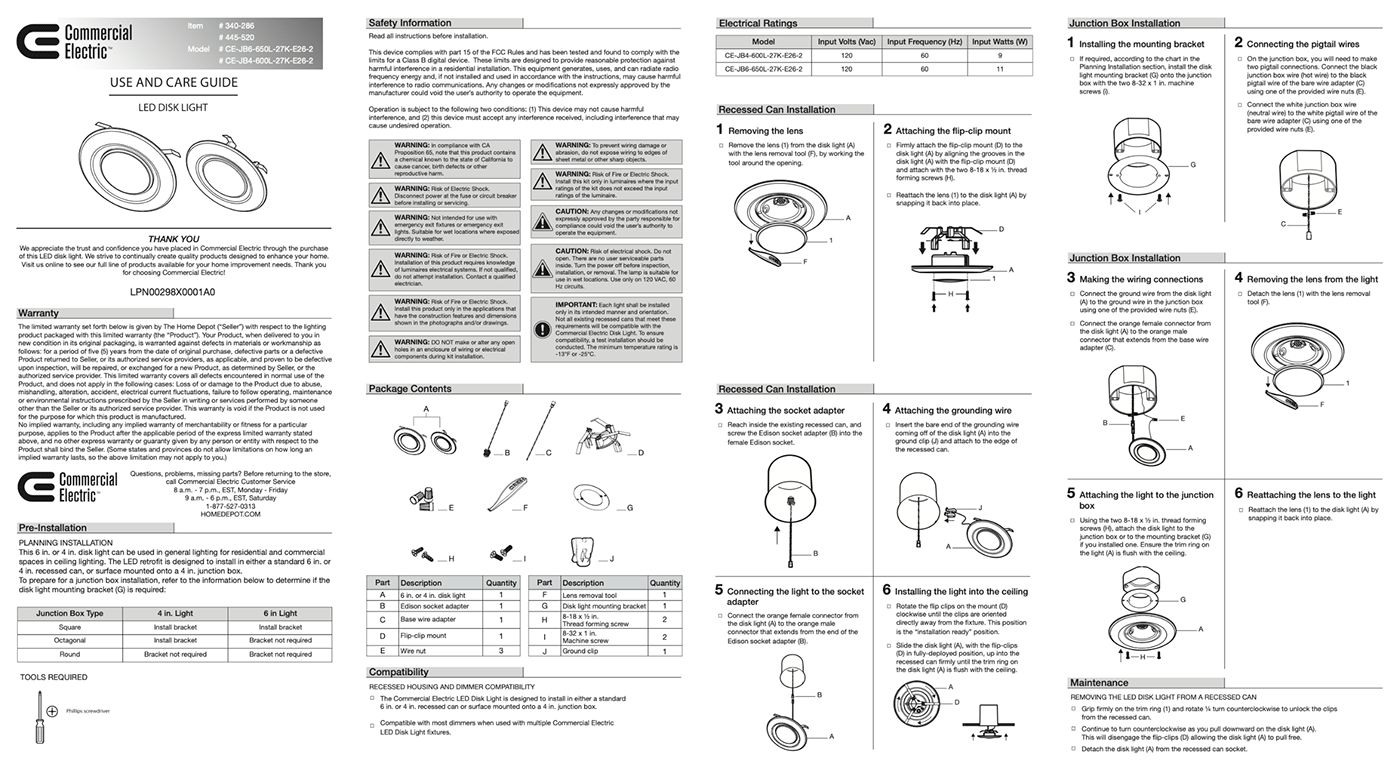 Commercial
Electric™
Item # 340-286
# 445-520
Model # CE-JB6-650L-27K-E26-2
# CE-JB4-600L-27K-E26-2
USE AND CARE GUIDE
LED DISK LIGHT
THANK YOU
We appreciate the trust and confidence you have placed in Commercial Electric through the purchase
of this LED disk light. We strive to continually create quality products designed to enhance your home.
Visit us online to see our full line of products available for your home improvement needs. Thank you
for choosing Commercial Electric!
LPN00298X0001A0
Warranty
The limited warranty set forth below is given by The Home Depot ("Seller") with respect to the lighting
product packaged with this limited warranty (the "Product"). Your Product, when delivered to you in
new condition in its original packaging, is warranted against defects in materials or workmanship as
follows: for a period of five (5) years from the date of original purchase, defective parts or a defective
Product returned to Seller, or its authorized service providers, as applicable, and proven to be defective
upon inspection, will be repaired, or exchanged for a new Product, as determined by Seller, or the
authorized service provider. This limited warranty covers all defects encountered in normal use of the
Product, and does not apply in the following cases: Loss of or damage to the Product due to abuse,
mishandling, alteration, accident, electrical current fluctuations, failure to follow operating, maintenance
or environmental instructions prescribed by the Seller in writing or services performed by someone
other than the Seller or its authorized service provider. This warranty is void if the Product is not used
for the purpose for which this product is manufactured.
No implied warranty, including any implied warranty of merchantability or fitness for a particular
purpose, applies to the Product after the applicable period of the express limited warranty stated
above, and no other express warranty or guaranty given by any person or entity with respect to the
Product shall bind the Seller. (Some states and provinces do not allow limitations on how long an
implied warranty lasts, so the above limitation may not apply to you.)
Commercial
Electric™
Questions, problems, missing parts? Before returning to the store,
call Commercial Electric Customer Service
8 a.m. - 7 p.m., EST, Monday - Friday
9 a.m. - 6 p.m., EST, Saturday
1-877-527-0313
HOMEDEPOT.COM
Pre-Installation
PLANNING INSTALLATION
This 6 in. or 4 in. disk light can be used in general lighting for residential and commercial
spaces in ceiling lighting. The LED retrofit is designed to install in either a standard 6 in. or
4 in. recessed can, or surface mounted onto a 4 in. junction box.
To prepare for a junction box installation, refer to the information below to determine if the
disk light mounting bracket (G) is required:
Junction Box Type 4 in. Light 6 in Light
Square Install bracket Install bracket
Octagonal Install bracket Bracket not required
Round Bracket not required Bracket not required
TOOLS REQUIRED
Phillips screwdriver
Safety Information
Read all instructions before installation.
This device complies with part 15 of the FCC Rules and has been tested and found to comply with the
limits for a Class B digital device. These limits are designed to provide reasonable protection against
harmful interference in a residential installation. This equipment generates, uses, and can radiate radio
frequency energy and, if not installed and used in accordance with the instructions, may cause harmful
interference to radio communications. Any changes or modifications not expressly approved by the
manufacturer could void the user's authority to operate the equipment.
Operation is subject to the following two conditions: (1) This device may not cause harmful
interference, and (2) this device must accept any interference received, including interference that may
cause undesired operation.
WARNING: In compliance with CA
Proposition 65, note that this product contains
a chemical known to the state of California to
cause cancer, birth defects or other
reproductive harm.
WARNING: Risk of Electric Shock.
Disconnect power at the fuse or circuit breaker
before installing or servicing.
WARNING: Not intended for use with
emergency exit fixtures or emergency exit
lights. Suitable for wet locations where exposed
directly to weather.
WARNING: Risk of Fire or Electric Shock.
Installation of this product requires knowledge
of luminaires electrical systems. If not qualified,
do not attempt installation. Contact a qualified
electrician.
WARNING: Risk of Fire or Electric Shock.
Install this product only in the applications that
have the construction features and dimensions
shown in the photographs and/or drawings.
WARNING: DO NOT make or alter any open
holes in an enclosure of wiring or electrical
components during kit installation.
WARNING: To prevent wiring damage or
abrasion, do not expose wiring to edges of
sheet metal or other sharp objects.
WARNING: Risk of Fire or Electric Shock.
Install this kit only in luminaires where the input
ratings of the kit does not exceed the input
ratings of the luminaire.
CAUTION: Any changes or modifications not
expressly approved by the party responsible for
compliance could void the user's authority to
operate the equipment.
CAUTION: Risk of electrical shock. Do not
open. There are no user serviceable parts
inside. Turn the power off before inspection,
installation, or removal. The lamp is suitable for
use in wet locations. Use only on 120 VAC, 60
Hz circuits.
IMPORTANT: Each light shall be installed
only in its intended manner and orientation.
Not all existing recessed cans that meet these
requirements will be compatible with the
Commercial Electric Disk Light. To ensure
compatibility, a test installation should be
conducted. The minimum temperature rating is
-13°F or -25°C.
Package Contents
A
B
C
D
E
F
G
H
I
J
Part Description Quantity
A 6 in. or 4 in. disk light 1
B Edison socket adapter 1
C Base wire adapter 1
D Flip-clip mount 1
E Wire nut 3
Part Description Quantity
F Lens removal tool 1
G Disk light mounting bracket 1
H 8-18 x ½ in. Thread forming screw 2
I 8-32 x 1 in. Machine screw 2
J Ground clip 1
Compatibility
RECESSED HOUSING AND DIMMER COMPATIBILITY
The Commercial Electric LED Disk Light is designed to install in either a standard
6 in. or 4 in. recessed can or surface mounted onto a 4 in. junction box.
Compatible with most dimmers when used with multiple Commercial Electric
LED Disk Light fixtures.
Electrical Ratings
Model Input Volts (Vac) Input Frequency (Hz) Input Watts (W)
CE-JB4-600L-27K-E26-2 120 60 9
CE-JB6-650L-27K-E26-2 120 60 11
Recessed Can Installation
1 Removing the lens
Remove the lens (1) from the disk light (A)
with the lens removal tool (F), by working the
tool around the opening.
A
1
F
2 Attaching the flip-clip mount
Firmly attach the flip-clip mount (D) to the
disk light (A) by aligning the grooves in the
disk light (A) with the flip-clip mount (D)
and attach with the two 8-18 x ½ in. thread
forming screws (H).
Reattach the lens (1) to the disk light (A) by
snapping it back into place.
D
A
1
H
Recessed Can Installation
3 Attaching the socket adapter
Reach inside the existing recessed can, and
screw the Edison socket adapter (B) into the
female Edison socket.
B
4 Attaching the grounding wire
Insert the bare end of the grounding wire
coming off of the disk light (A) into the
ground clip (J) and attach to the edge of
the recessed can.
J
A
5 Connecting the light to the socket
adapter
Connect the orange female connector from
the disk light (A) to the orange male
connector that extends from the end of the
Edison socket adapter (B).
B
A
6 Installing the light into the ceiling
Rotate the flip clips on the mount (D)
clockwise until the clips are oriented
directly away from the fixture. This position
is the "installation ready" position.
Slide the disk light (A), with the flip-clips
(D) in fully-deployed position, up into the
recessed can firmly until the trim ring on
the disk light (A) is flush with the ceiling.
A
D
Junction Box Installation
1 Installing the mounting bracket
If required, according to the chart in the
Planning Installation section, install the disk
light mounting bracket (G) onto the junction
box with the two 8-32 x 1 in. machine
screws (i).
G
I
2 Connecting the pigtail wires
On the junction box, you will need to make
two pigtail connections. Connect the black
junction box wire (hot wire) to the black
pigtail wire of the bare wire adapter (C)
using one of the provided wire nuts (E).
Connect the white junction box wire
(neutral wire) to the white pigtail wire of the
bare wire adapter (C) using one of the
provided wire nuts (E).
E
C
Junction Box Installation
3 Making the wiring connections
Connect the ground wire from the disk light
(A) to the ground wire in the junction box
using one of the provided wire nuts (E).
Connect the orange female connector from
the disk light (A) to the orange male
connector that extends from the base wire
adapter (C).
B
E
A
4 Removing the lens from the light
Detach the lens (1) with the lens removal
tool (F).
1
F
5 Attaching the light to the junction
box
Using the two 8-18 x ½ in. thread forming
screws (H), attach the disk light to the
junction box or to the mounting bracket (G)
if you installed one. Ensure the trim ring on
the light (A) is flush with the ceiling.
G
A
H
6 Reattaching the lens to the light
Reattach the lens (1) to the disk light (A) by
snapping it back into place.
Maintenance
REMOVING THE LED DISK LIGHT FROM A RECESSED CAN
Grip firmly on the trim ring (1) and rotate ¼ turn counterclockwise to unlock the clips
from the recessed can.
Continue to turn counterclockwise as you pull downward on the disk light (A).
This will disengage the flip-clips (D) allowing the disk light (A) to pull free.
Detach the disk light (A) from the recessed can socket.